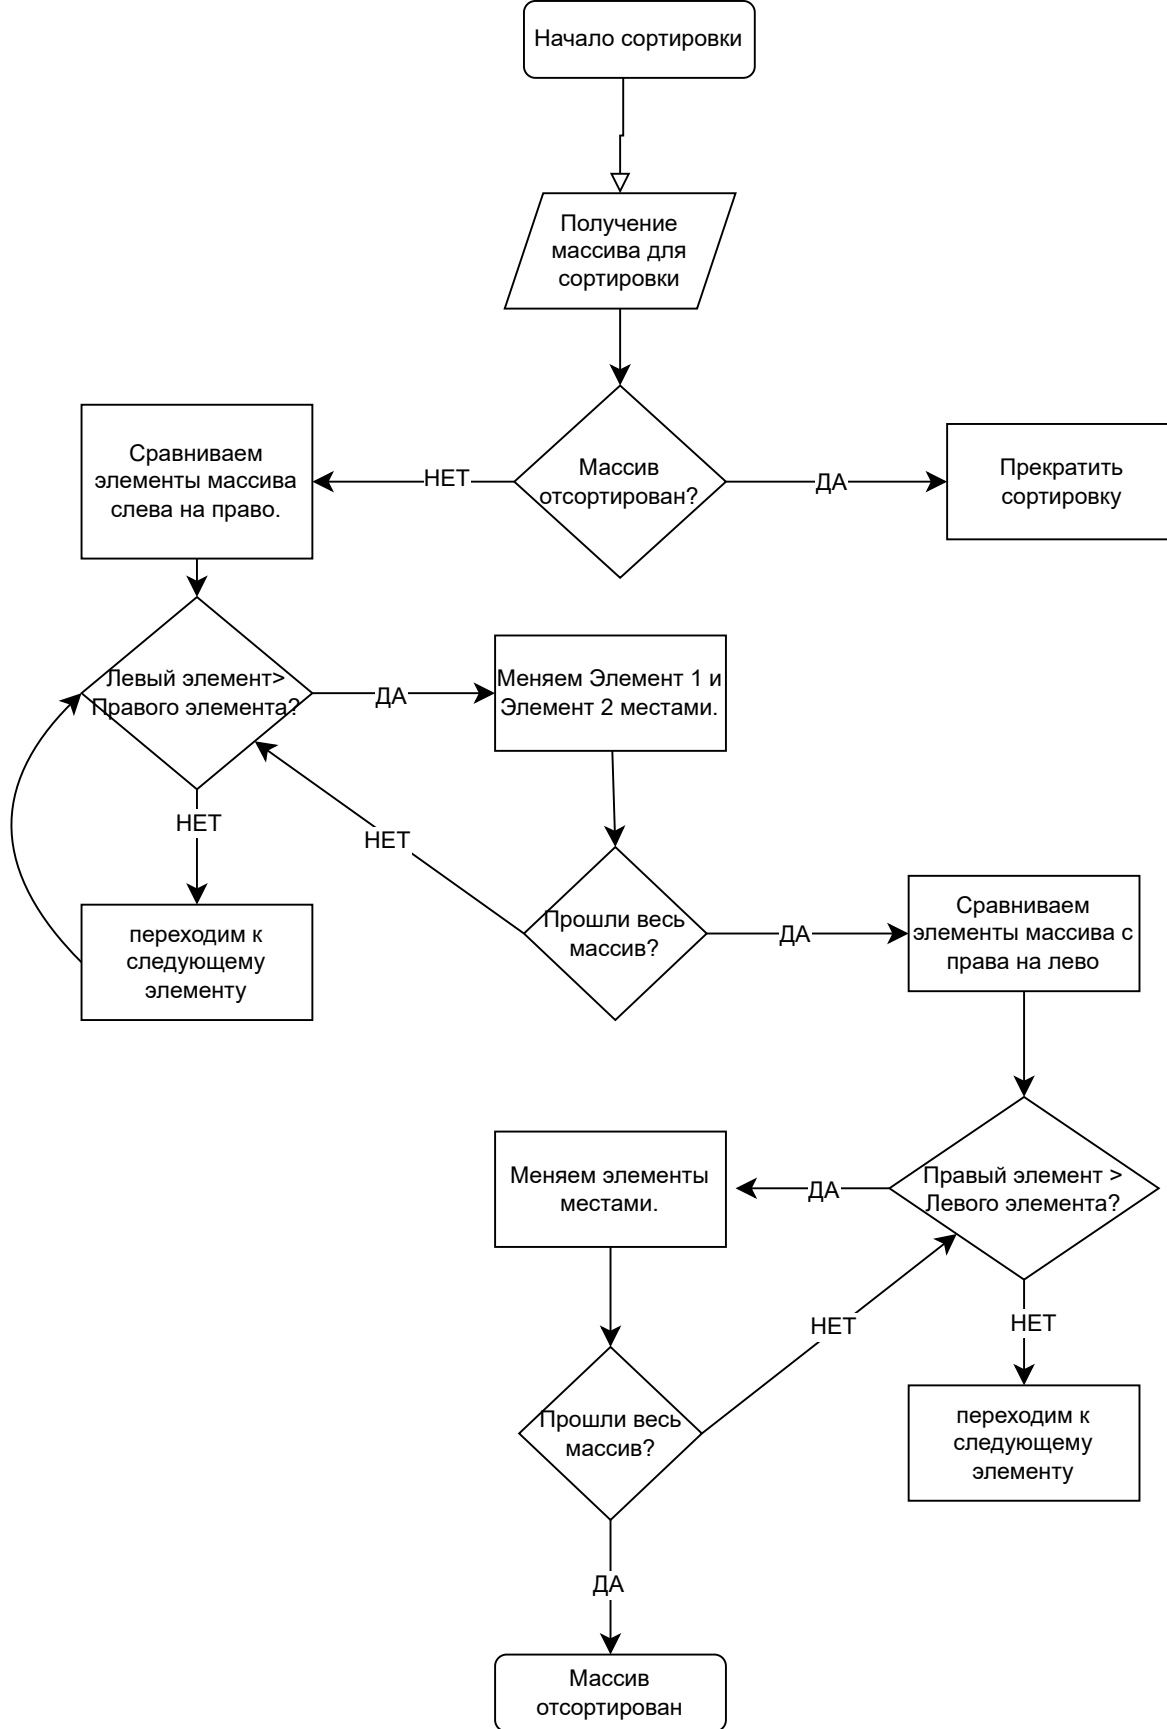 Начало сортировки
Получение
массива для
сортировки
Массив
отсортирован?
НЕТ
ДА
Сравниваем
элементы массива
слева на право.
Прекратить
сортировку
Левый элемент>
Правого элемента?
ДА
Меняем Элемент 1 и
Элемент 2 местами.
НЕТ
НЕТ
переходим к
следующему
элементу
Прошли весь
массив?
ДА
Сравниваем
элементы массива с
права на лево
Правый элемент >
Левого элемента?
ДА
Меняем элементы
местами.
НЕТ
НЕТ
Прошли весь
массив?
переходим к
следующему
элементу
ДА
Массив
отсортирован